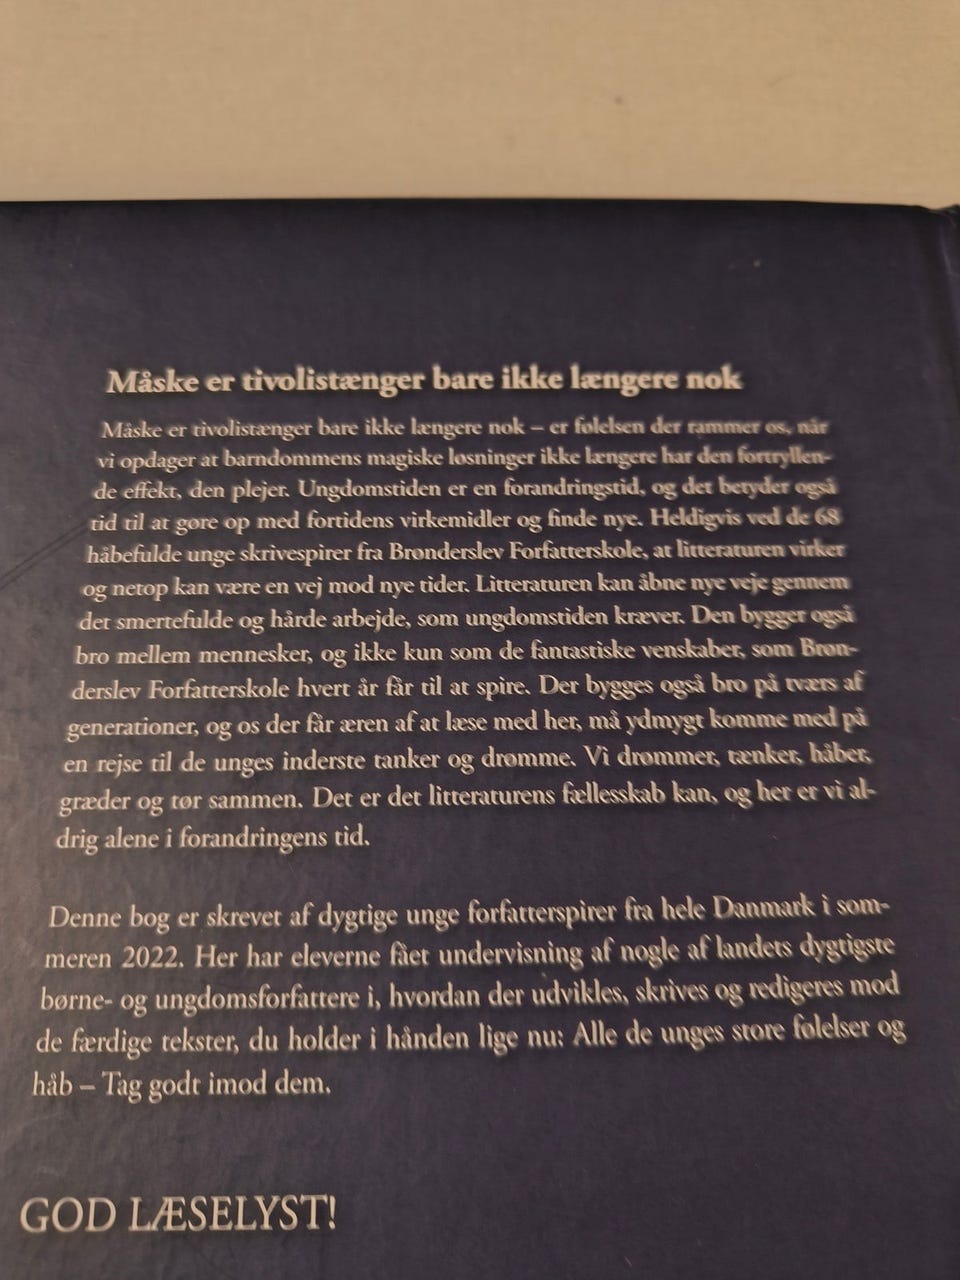 Måske er tivolistænger bare ikke længere nok
Måske er tivolistænger bare ikke længere nok – er følelsen der rammer os, når
vi opdager at barndommens magiske løsninger ikke længere har den fortryllen-
de effekt, den plejer. Ungdomstiden er en forandringstid, og det betyder også
tid til at gøre op med fortidens virkemidler og finde nye. Heldigvis ved de 68
håbefulde unge skrivespirer fra Brønderslev Forfatterskole, at litteraturen virker
og netop kan være en vej mod nye tider. Litteraturen kan åbne nye veje gennem
det smertefulde og hårde arbejde, som ungdomstiden kræver. Den bygger også
bro mellem mennesker, og ikke kun som de fantastiske venskaber, som Brøn-
derslev Forfatterskole hvert år får til at spire. Der bygges også bro på tværs af
generationer, og os der får æren af at læse med her, må ydmygt komme med på
en rejse til de unges inderste tanker og drømme. Vi drømmer, tænker, håber,
græder og tør sammen. Det er det litteraturens fællesskab kan, og her er vi al-
drig alene i forandringens tid.
Denne bog er skrevet af dygtige unge forfatterspirer fra hele Danmark i som-
meren 2022. Her har eleverne fået undervisning af nogle af landets dygtigste
børne- og ungdomsforfattere i, hvordan der udvikles, skrives og redigeres mod
de færdige tekster, du holder i hånden lige nu: Alle de unges store følelser og
håb – Tag godt imod dem.
GOD LÆSELYST!